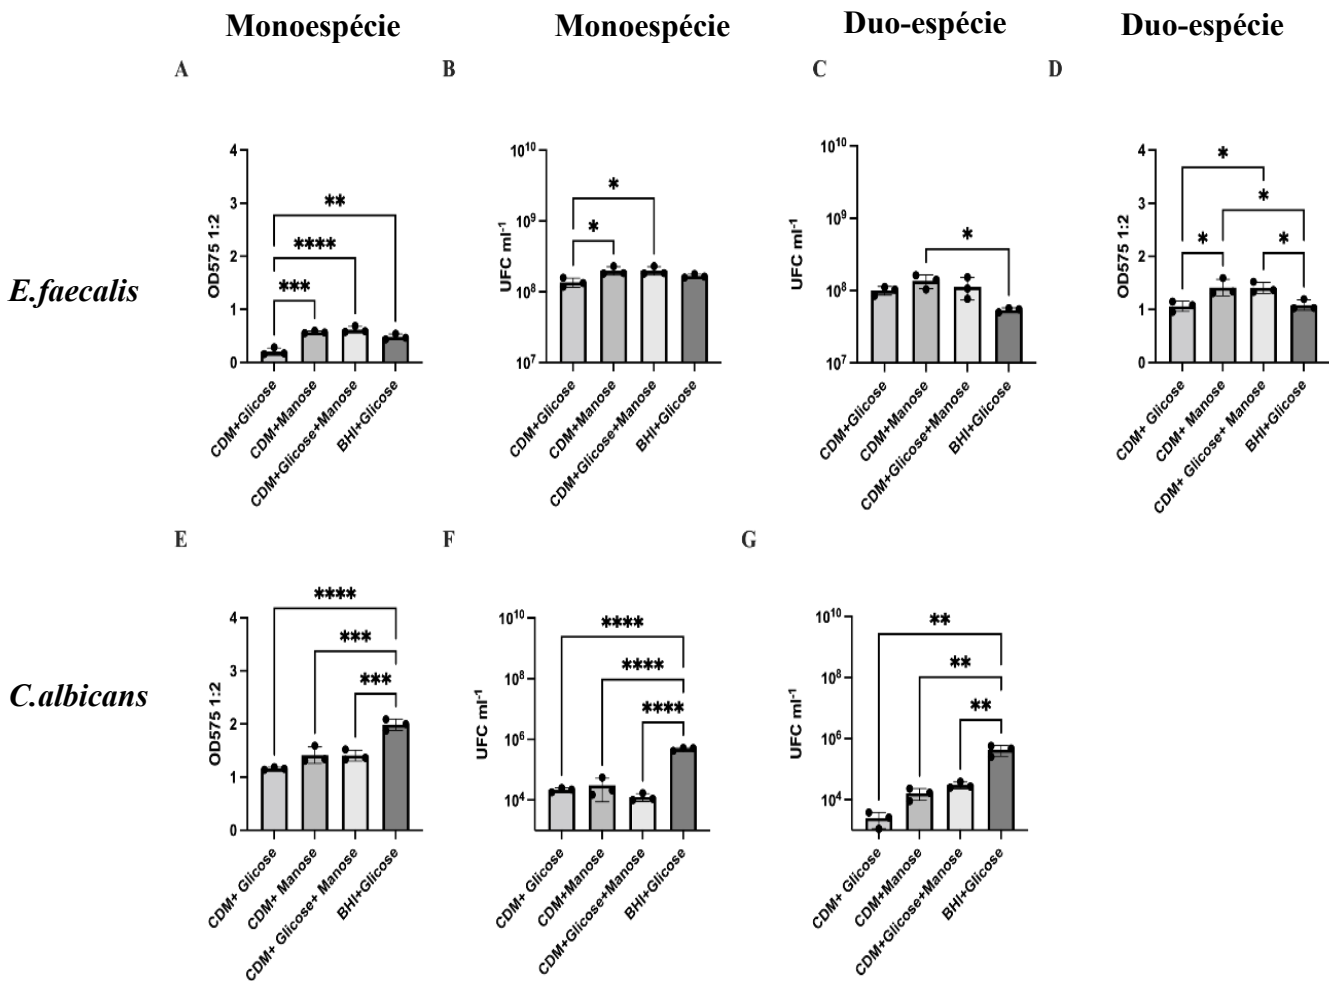 Monoespécie Monoespécie Duo-espécie Duo-espécie
A B C D
E.faecalis
OD575 1:2
4
3
2
1
0
**
****
***
CDM+Glicose
CDM+Manose
CDM+Glicose+Manose
BHI+Glicose
UFC ml-1
10^10
10^9
10^8
10^7
*
*
CDM+Glicose
CDM+Manose
CDM+Glicose+Manose
BHI+Glicose
UFC ml-1
10^10
10^9
10^8
10^7
*
CDM+Glicose
CDM+Manose
CDM+Glicose+Manose
BHI+Glicose
OD575 1:2
4
3
2
1
0
*
*
*
*
CDM+ Glicose
CDM+ Manose
CDM+ Glicose+ Manose
BHI+Glicose
E F G
C.albicans
OD575 1:2
4
3
2
1
0
****
***
***
CDM+ Glicose
CDM+ Manose
CDM+ Glicose+ Manose
BHI+Glicose
UFC ml-1
10^10
10^8
10^6
10^4
****
****
****
CDM+ Glicose
CDM+Manose
CDM+Glicose+Manose
BHI+Glicose
UFC ml-1
10^10
10^8
10^6
10^4
**
**
**
CDM+ Glicose
CDM+Manose
CDM+Glicose+Manose
BHI+Glicose